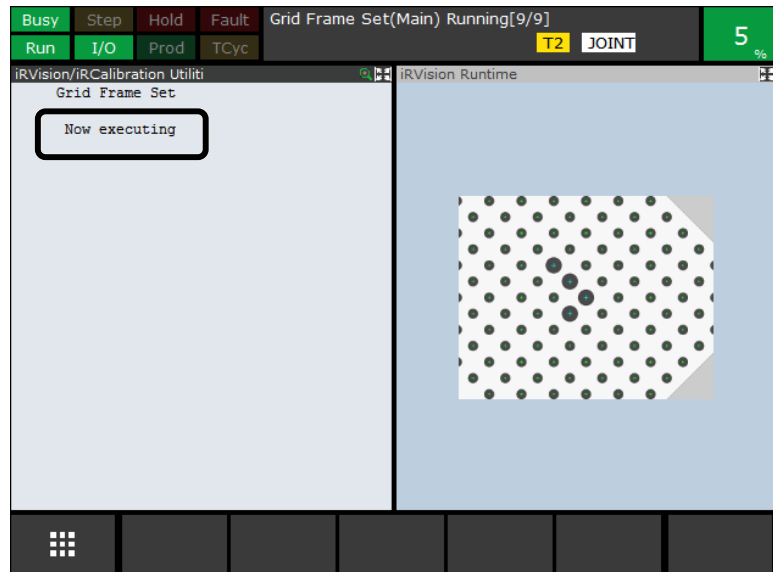 Busy Step Hold Fault Grid Frame Set(Main) Running[9/9]
Run I/O Prod TCyc T2 JOINT 5 %
iRVision/iRCalibration Utiliti iRVision Runtime
Grid Frame Set
Now executing